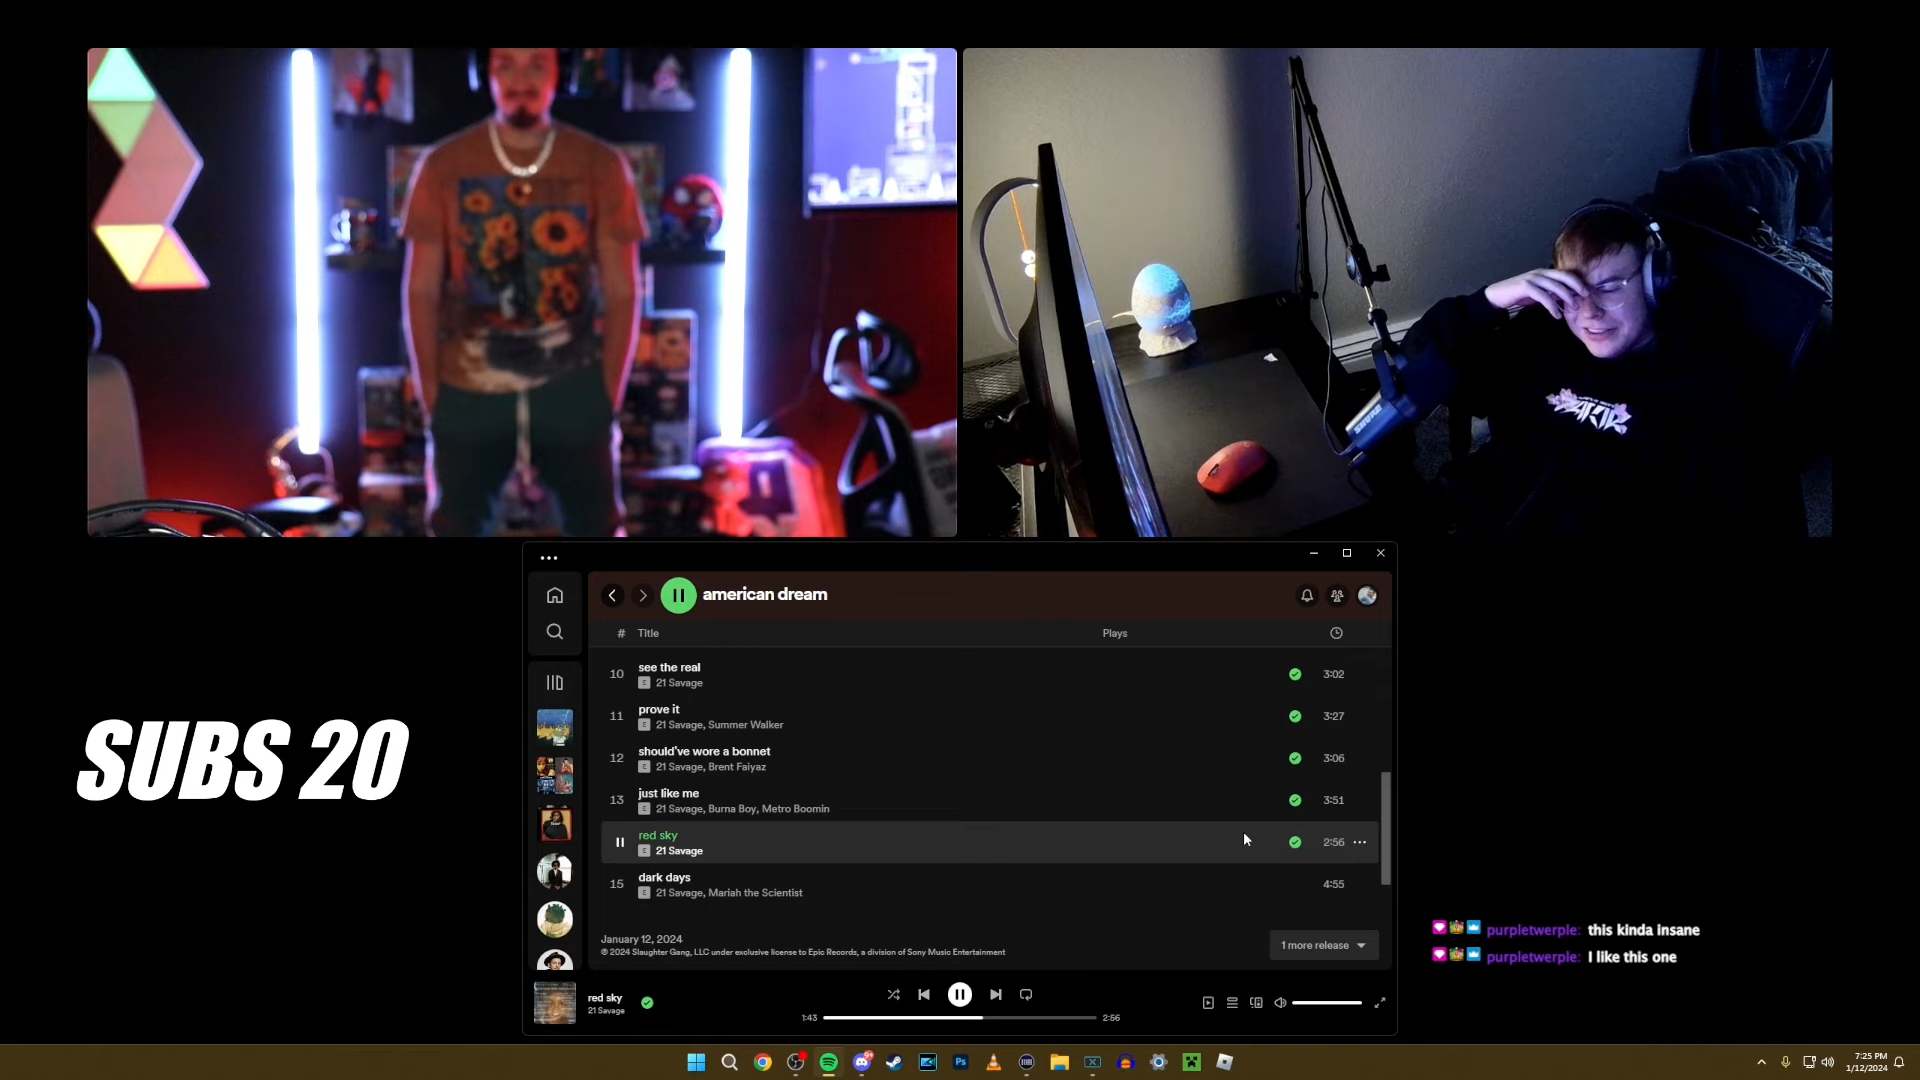 SHURE
american dream
# Title Plays
10 see the real 3:02
E 21 Savage
11 prove it 3:27
E 21 Savage, Summer Walker
12 should've wore a bonnet 3:06
E 21 Savage, Brent Faiyaz
13 just like me 3:51
E 21 Savage, Burna Boy, Metro Boomin
red sky 2:56
E 21 Savage
15 dark days 4:55
E 21 Savage, Mariah the Scientist
January 12, 2024
© 2024 Slaughter Gang, LLC under exclusive license to Epic Records, a division of Sony Music Entertainment
1 more release
SUBS 20
purpletwerple: this kinda insane
purpletwerple: I like this one
red sky
21 Savage
1:43 2:56
Ps
7:25 PM
1/12/2024